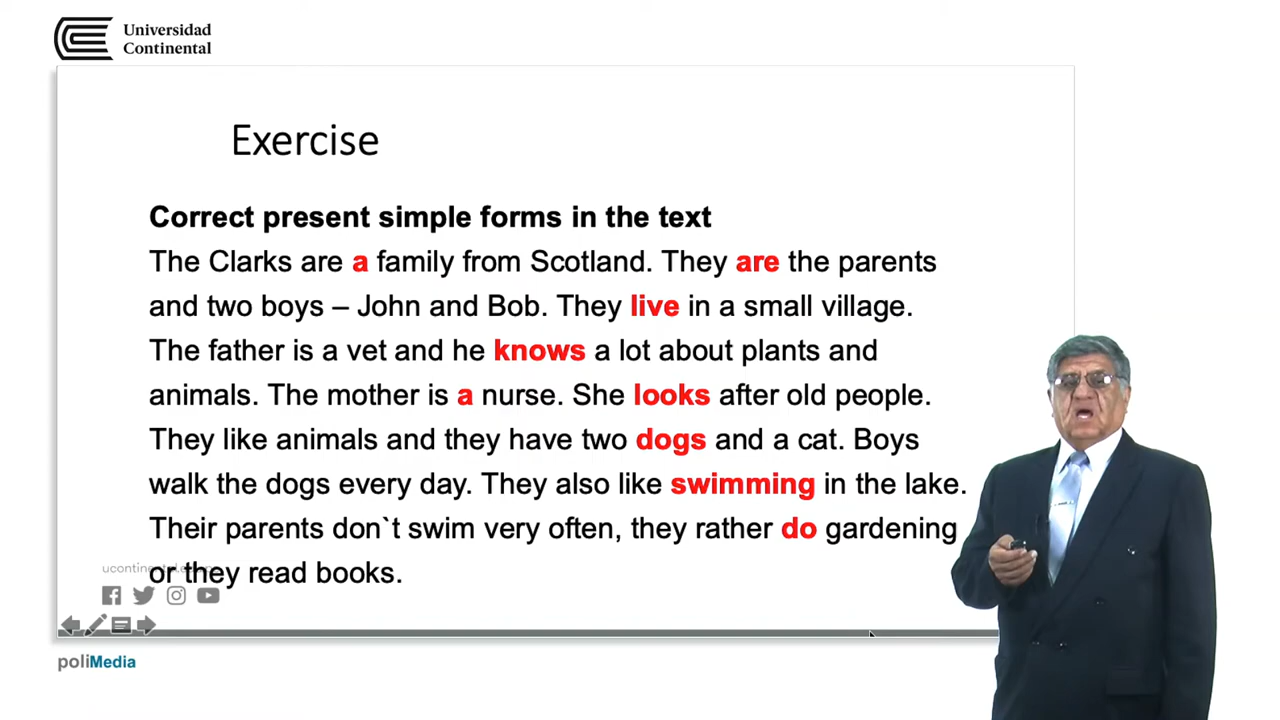 Universidad
Continental
Exercise
Correct present simple forms in the text
The Clarks are a family from Scotland. They are the parents
and two boys – John and Bob. They live in a small village.
The father is a vet and he knows a lot about plants and
animals. The mother is a nurse. She looks after old people.
They like animals and they have two dogs and a cat. Boys
walk the dogs every day. They also like swimming in the lake.
Their parents don`t swim very often, they rather do gardening
or they read books.
poliMedia